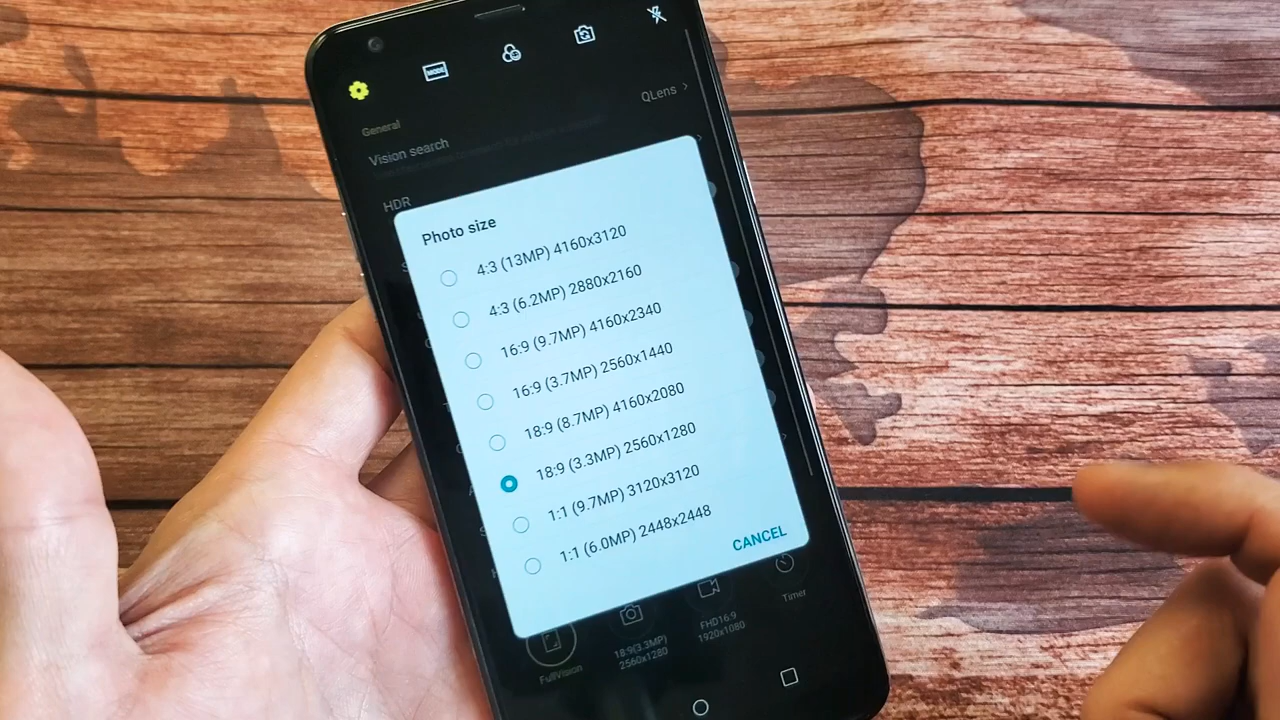 MODE
QLens >
General
Vision search
HDR
Photo size
4:3 (13MP) 4160x3120
4:3 (6.2MP) 2880x2160
16:9 (9.7MP) 4160x2340
16:9 (3.7MP) 2560x1440
18:9 (8.7MP) 4160x2080
18:9 (3.3MP) 2560x1280
1:1 (9.7MP) 3120x3120
1:1 (6.0MP) 2448x2448
CANCEL
FullVision
18:9(3.3MP)
2560x1280
FHD16:9
1920x1080
Timer